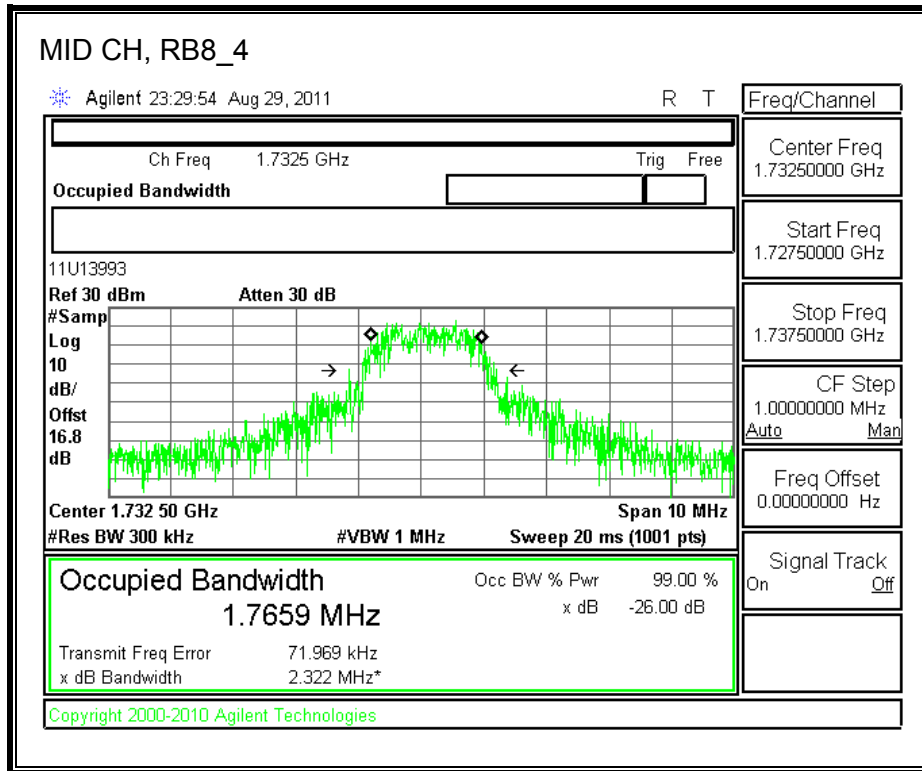 MID CH, RB8_4
Agilent 23:29:54 Aug 29, 2011 R T
Ch Freq 1.7325 GHz Trig Free
Occupied Bandwidth
11U13993
Ref 30 dBm Atten 30 dB
#Samp
Log
10
dB/
Offst
16.8
dB
Center 1.732 50 GHz Span 10 MHz
#Res BW 300 kHz #VBW 1 MHz Sweep 20 ms (1001 pts)
Occupied Bandwidth Occ BW % Pwr 99.00 %
1.7659 MHz x dB -26.00 dB
Transmit Freq Error 71.969 kHz
x dB Bandwidth 2.322 MHz*
Copyright 2000-2010 Agilent Technologies
Freq/Channel
Center Freq
1.73250000 GHz
Start Freq
1.72750000 GHz
Stop Freq
1.73750000 GHz
CF Step
1.00000000 MHz
Auto Man
Freq Offset
0.00000000 Hz
Signal Track
On Off